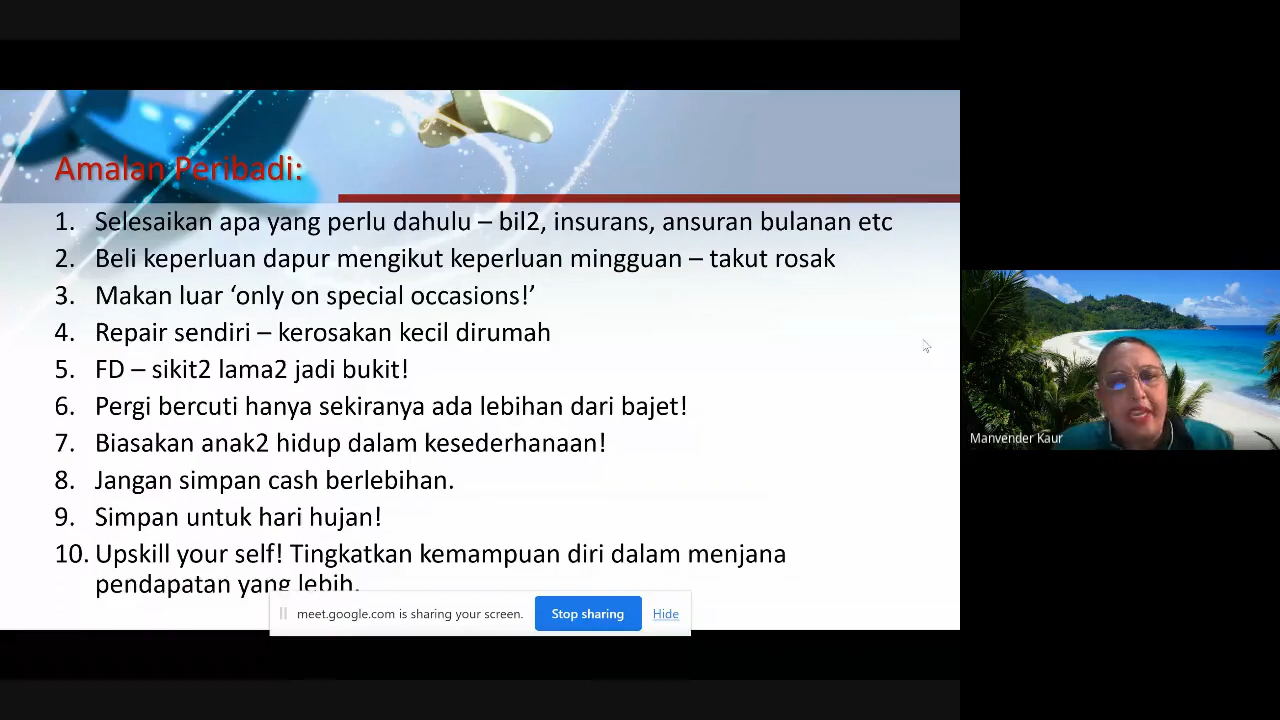 Amalan Peribadi:
1. Selesaikan apa yang perlu dahulu – bil2, insurans, ansuran bulanan etc
2. Beli keperluan dapur mengikut keperluan mingguan – takut rosak
3. Makan luar ‘only on special occasions!’
4. Repair sendiri – kerosakan kecil dirumah
5. FD – sikit2 lama2 jadi bukit!
6. Pergi bercuti hanya sekiranya ada lebihan dari bajet!
7. Biasakan anak2 hidup dalam kesederhanaan!
8. Jangan simpan cash berlebihan.
9. Simpan untuk hari hujan!
10. Upskill your self! Tingkatkan kemampuan diri dalam menjana
pendapatan yang lebih.
meet.google.com is sharing your screen. Stop sharing Hide
Manvender Kaur